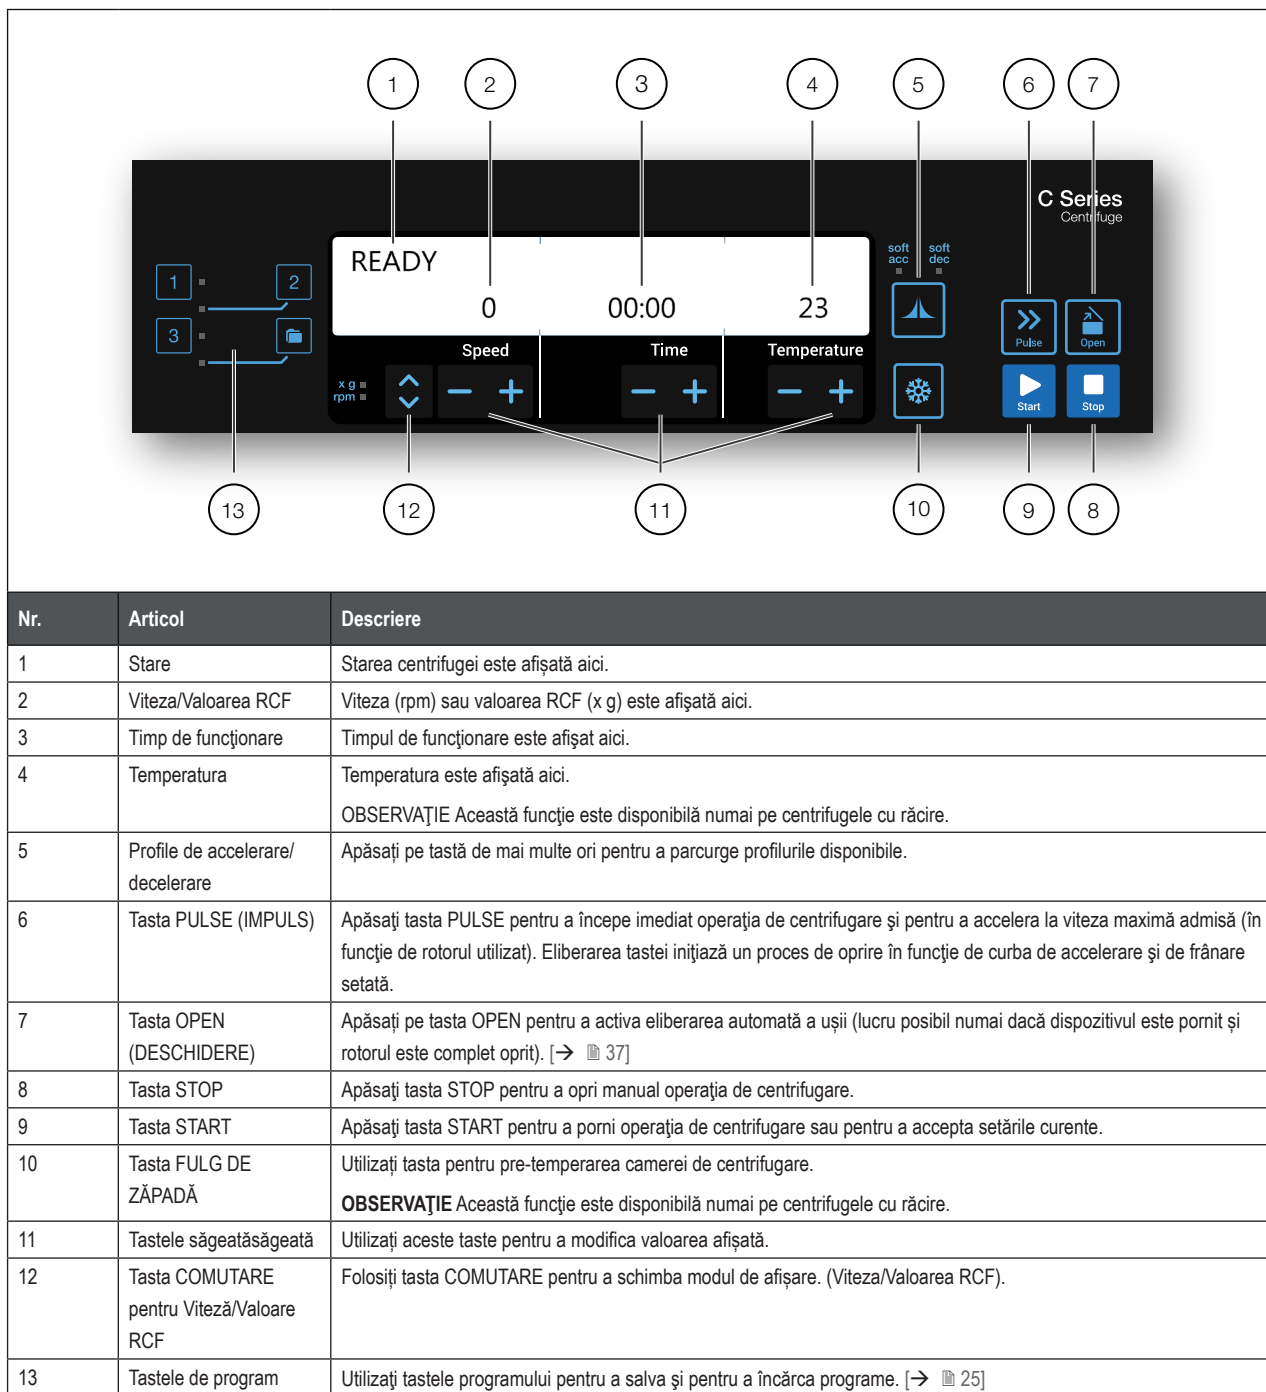 1 2 3 4 5 6 7
C Series
Centrifuge
soft acc
soft dec
READY
1 2
0 00:00 23
3
Pulse Open
Speed Time Temperature
x g
rpm
Start Stop
13 12 11 10 9 8
Nr. Articol Descriere
1 Stare Starea centrifugei este afișată aici.
2 Viteza/Valoarea RCF Viteza (rpm) sau valoarea RCF (x g) este afişată aici.
3 Timp de funcţionare Timpul de funcţionare este afişat aici.
4 Temperatura Temperatura este afişată aici.
OBSERVAŢIE Această funcţie este disponibilă numai pe centrifugele cu răcire.
5 Profile de accelerare/ Apăsați pe tastă de mai multe ori pentru a parcurge profilurile disponibile.
decelerare
6 Tasta PULSE (IMPULS) Apăsaţi tasta PULSE pentru a începe imediat operaţia de centrifugare şi pentru a accelera la viteza maximă admisă (în
funcţie de rotorul utilizat). Eliberarea tastei iniţiază un proces de oprire în funcţie de curba de accelerare şi de frânare
setată.
7 Tasta OPEN Apăsați pe tasta OPEN pentru a activa eliberarea automată a ușii (lucru posibil numai dacă dispozitivul este pornit și
(DESCHIDERE) rotorul este complet oprit). [→ 37]
8 Tasta STOP Apăsaţi tasta STOP pentru a opri manual operaţia de centrifugare.
9 Tasta START Apăsaţi tasta START pentru a porni operaţia de centrifugare sau pentru a accepta setările curente.
10 Tasta FULG DE Utilizați tasta pentru pre-temperarea camerei de centrifugare.
ZĂPADĂ
OBSERVAŢIE Această funcţie este disponibilă numai pe centrifugele cu răcire.
11 Tastele săgeatăsăgeată Utilizați aceste taste pentru a modifica valoarea afișată.
12 Tasta COMUTARE Folosiți tasta COMUTARE pentru a schimba modul de afișare. (Viteza/Valoarea RCF).
pentru Viteză/Valoare
RCF
13 Tastele de program Utilizaţi tastele programului pentru a salva şi pentru a încărca programe. [→ 25]